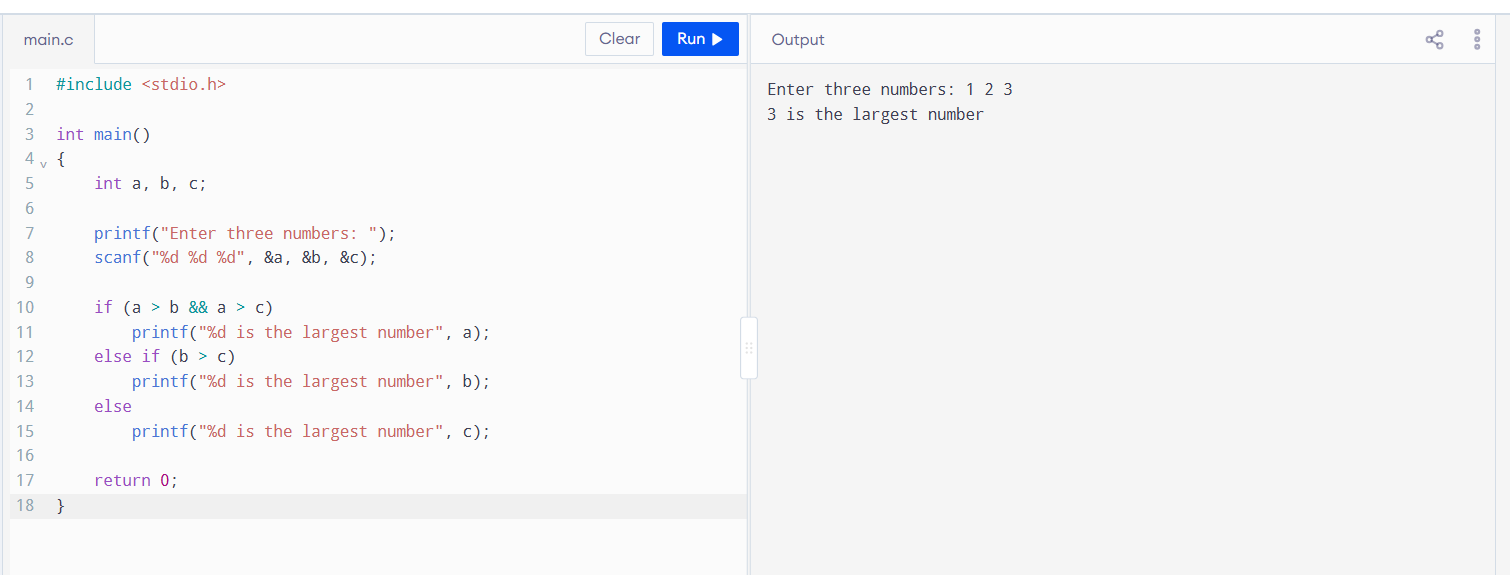 main.c
Clear
Run
Output
1 #include <stdio.h>
2
3 int main()
4 {
5     int a, b, c;
6
7     printf("Enter three numbers: ");
8     scanf("%d %d %d", &a, &b, &c);
9
10     if (a > b && a > c)
11         printf("%d is the largest number", a);
12     else if (b > c)
13         printf("%d is the largest number", b);
14     else
15         printf("%d is the largest number", c);
16
17     return 0;
18 }
Enter three numbers: 1 2 3
3 is the largest number